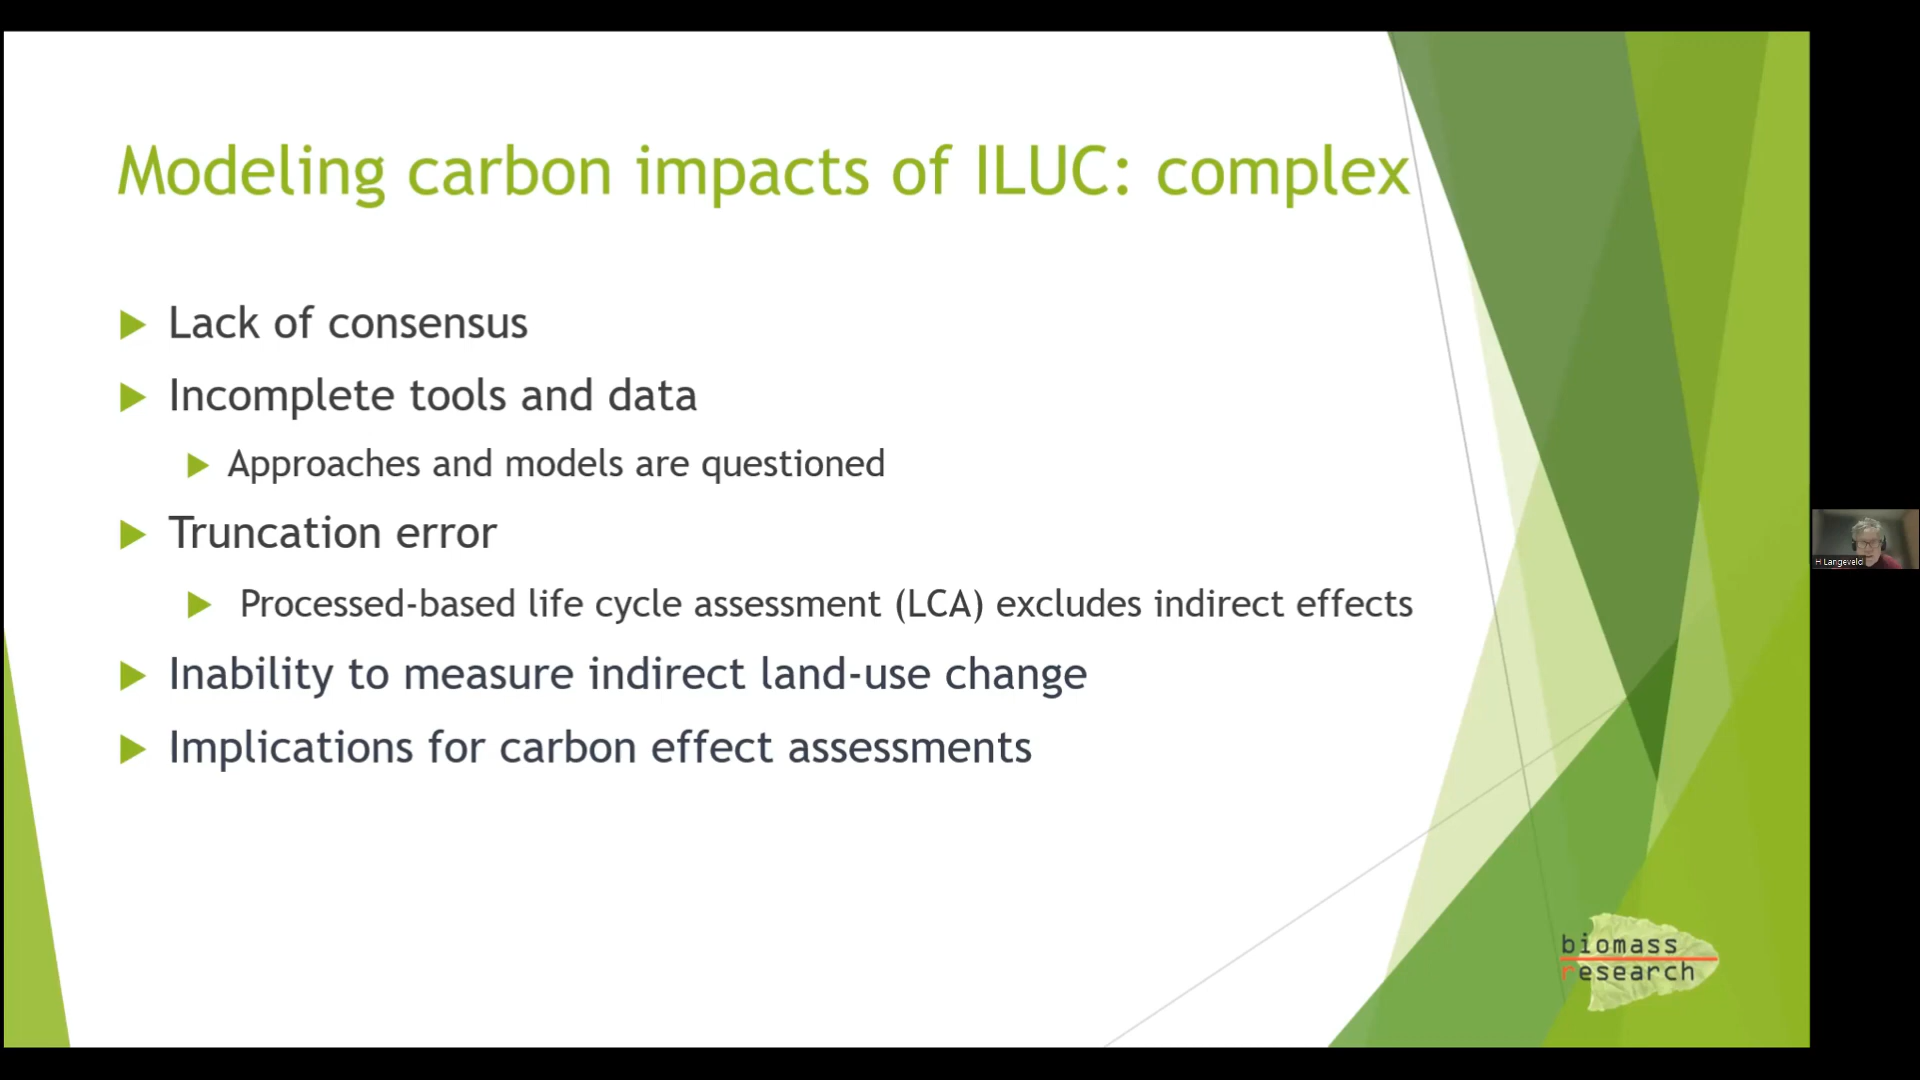 Modeling carbon impacts of ILUC: complex
Lack of consensus
Incomplete tools and data
Approaches and models are questioned
Truncation error
Processed-based life cycle assessment (LCA) excludes indirect effects
Inability to measure indirect land-use change
Implications for carbon effect assessments
H Langeveld
biomass
research